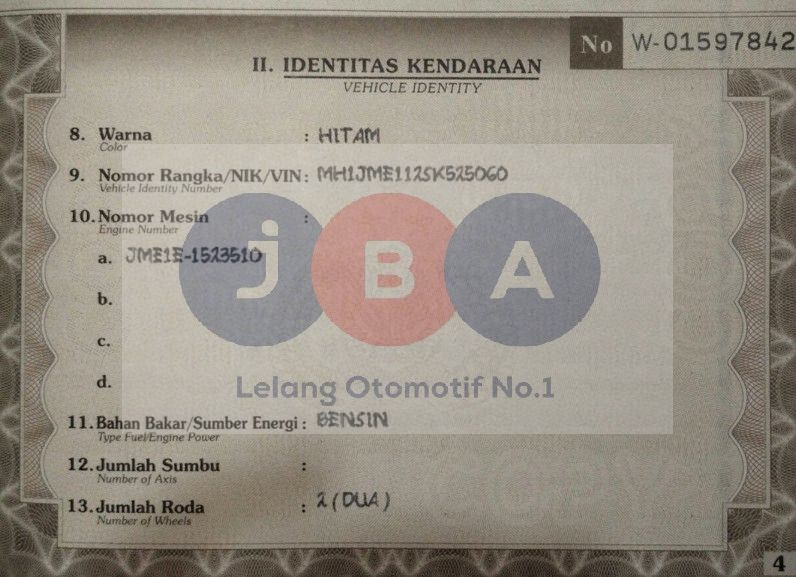 No W-01597842
II. IDENTITAS KENDARAAN
VEHICLE IDENTITY
8. Warna : HITAM
Color
9. Nomor Rangka/NIK/VIN : MH1JME112SK525060
Vehicle Identity Number
10. Nomor Mesin :
Engine Number
a. JME1E-1523510
b.
c.
d.
jBA
Lelang Otomotif No.1
11. Bahan Bakar/Sumber Energi : BENSIN
Type Fuel/Engine Power
12. Jumlah Sumbu :
Number of Axis
13. Jumlah Roda : 2 (DUA)
Number of Wheels
4